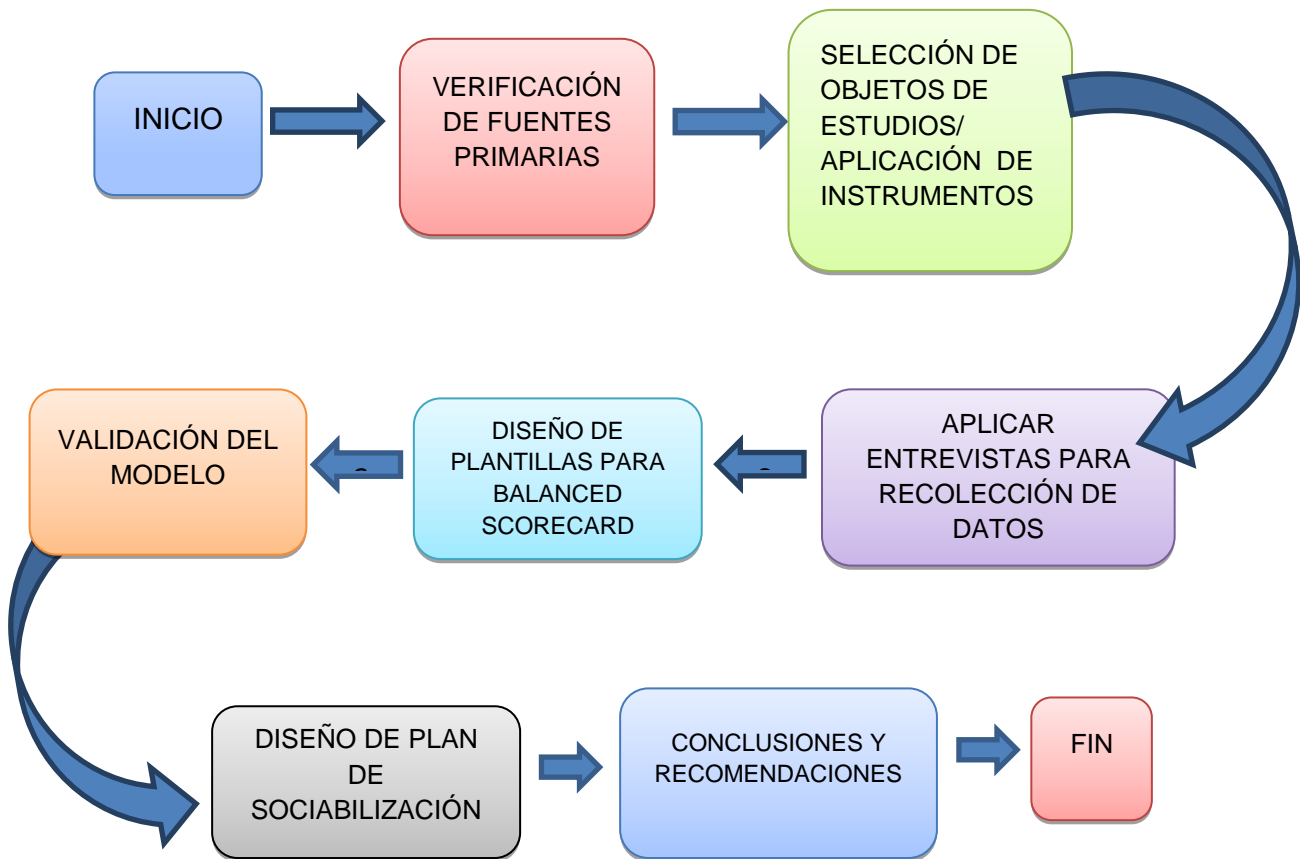 INICIO
VERIFICACIÓN
DE FUENTES
PRIMARIAS
SELECCIÓN DE
OBJETOS DE
ESTUDIOS/
APLICACIÓN DE
INSTRUMENTOS
APLICAR
ENTREVISTAS PARA
RECOLECCIÓN DE
DATOS
DISEÑO DE
PLANTILLAS PARA
BALANCED
SCORECARD
VALIDACIÓN DEL
MODELO
DISEÑO DE PLAN
DE
SOCIABILIZACIÓN
CONCLUSIONES Y
RECOMENDACIONES
FIN